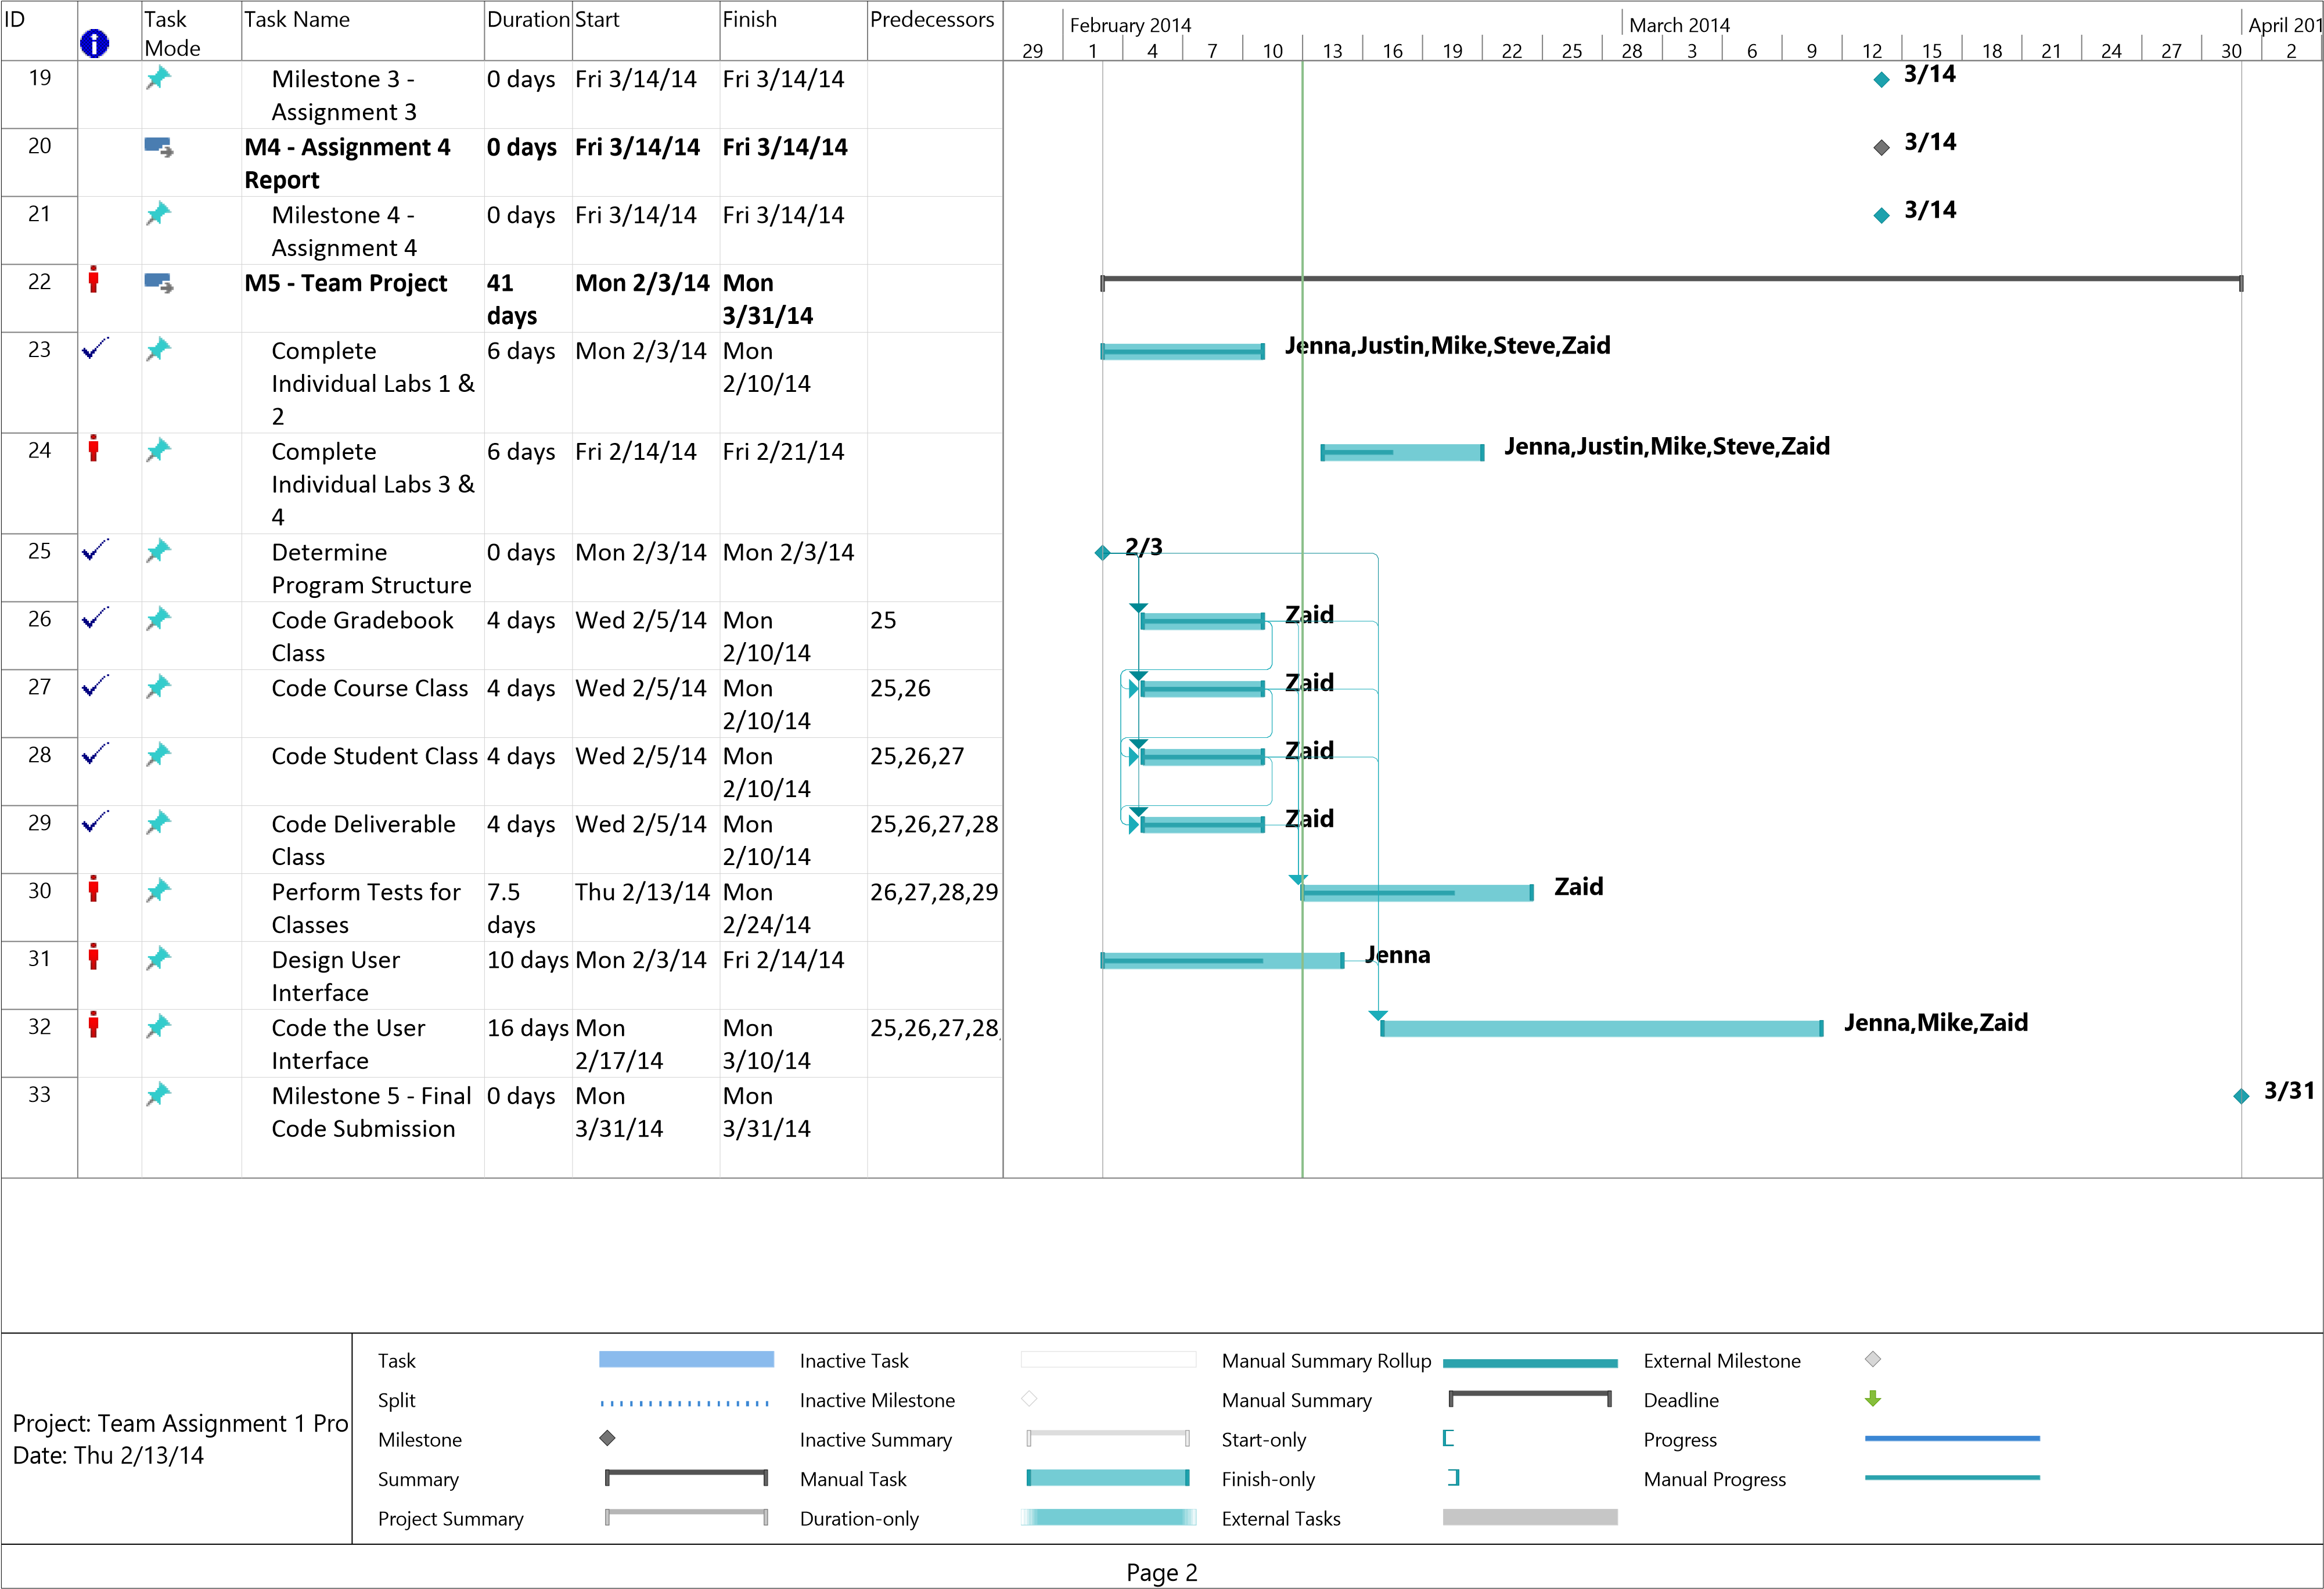 ID Task Task Name Duration Start Finish Predecessors February 2014 March 2014 April 201
Mode 29 1 4 7 10 13 16 19 22 25 28 3 6 9 12 15 18 21 24 27 30 2
19 Milestone 3 - 0 days Fri 3/14/14 Fri 3/14/14 3/14
Assignment 3
20 M4 - Assignment 4 0 days Fri 3/14/14 Fri 3/14/14 3/14
Report
21 Milestone 4 - 0 days Fri 3/14/14 Fri 3/14/14 3/14
Assignment 4
22 M5 - Team Project 41 Mon 2/3/14 Mon
days 3/31/14
23 Complete 6 days Mon 2/3/14 Mon Jenna,Justin,Mike,Steve,Zaid
Individual Labs 1 & 2/10/14
2
24 Complete 6 days Fri 2/14/14 Fri 2/21/14 Jenna,Justin,Mike,Steve,Zaid
Individual Labs 3 &
4
25 Determine 0 days Mon 2/3/14 Mon 2/3/14 2/3
Program Structure
26 Code Gradebook 4 days Wed 2/5/14 Mon 25 Zaid
Class 2/10/14
27 Code Course Class 4 days Wed 2/5/14 Mon 25,26 Zaid
2/10/14
28 Code Student Class 4 days Wed 2/5/14 Mon 25,26,27 Zaid
2/10/14
29 Code Deliverable 4 days Wed 2/5/14 Mon 25,26,27,28 Zaid
Class 2/10/14
30 Perform Tests for 7.5 Thu 2/13/14 Mon 26,27,28,29 Zaid
Classes days 2/24/14
31 Design User 10 days Mon 2/3/14 Fri 2/14/14 Jenna
Interface
32 Code the User 16 days Mon Mon 25,26,27,28, Jenna,Mike,Zaid
Interface 2/17/14 3/10/14
33 Milestone 5 - Final 0 days Mon Mon 3/31
Code Submission 3/31/14 3/31/14
Project: Team Assignment 1 Pro
Date: Thu 2/13/14
Task Inactive Task Manual Summary Rollup External Milestone
Split Inactive Milestone Manual Summary Deadline
Milestone Inactive Summary Start-only Progress
Summary Manual Task Finish-only Manual Progress
Project Summary Duration-only External Tasks
Page 2